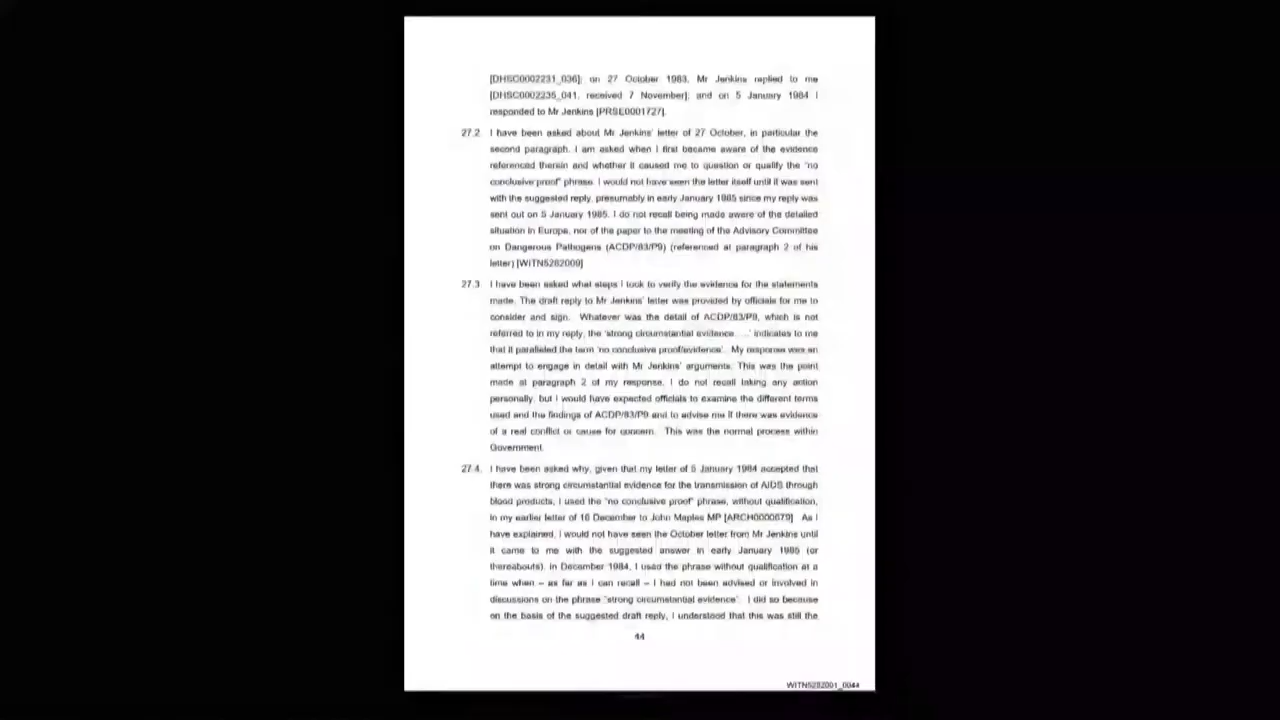 [DHSC0002231_036]; on 27 October 1983, Mr Jenkins replied to me
[DHSC0002235_041, received 7 November]; and on 5 January 1984 I
responded to Mr Jenkins [PRSE0001727].
27.2. I have been asked about Mr Jenkins' letter of 27 October, in particular the
second paragraph. I am asked when I first became aware of the evidence
referenced therein and whether it caused me to question or qualify the "no
conclusive proof" phrase. I would not have seen the letter itself until it was sent
with the suggested reply, presumably in early January 1985 since my reply was
sent out on 5 January 1985. I do not recall being made aware of the detailed
situation in Europe, nor of the paper to the meeting of the Advisory Committee
on Dangerous Pathogens (ACDP/83/P9) (referenced at paragraph 2 of his
letter) [WITN5282009]
27.3. I have been asked what steps I took to verify the evidence for the statements
made. The draft reply to Mr Jenkins' letter was provided by officials for me to
consider and sign. Whatever was the detail of ACDP/83/P9, which is not
referred to in my reply, the 'strong circumstantial evidence…..' indicates to me
that it paralleled the term 'no conclusive proof/evidence'. My response was an
attempt to engage in detail with Mr Jenkins' arguments. This was the point
made at paragraph 2 of my response. I do not recall taking any action
personally, but I would have expected officials to examine the different terms
used and the findings of ACDP/83/P9 and to advise me if there was evidence
of a real conflict or cause for concern. This was the normal process within
Government.
27.4. I have been asked why, given that my letter of 5 January 1984 accepted that
there was strong circumstantial evidence for the transmission of AIDS through
blood products, I used the "no conclusive proof" phrase, without qualification,
in my earlier letter of 16 December to John Maples MP [ARCH0000679] As I
have explained, I would not have seen the October letter from Mr Jenkins until
it came to me with the suggested answer in early January 1985 (or
thereabouts). In December 1984, I used the phrase without qualification at a
time when – as far as I can recall – I had not been advised or involved in
discussions on the phrase "strong circumstantial evidence". I did so because
on the basis of the suggested draft reply, I understood that this was still the
44
WITN5282001_0044